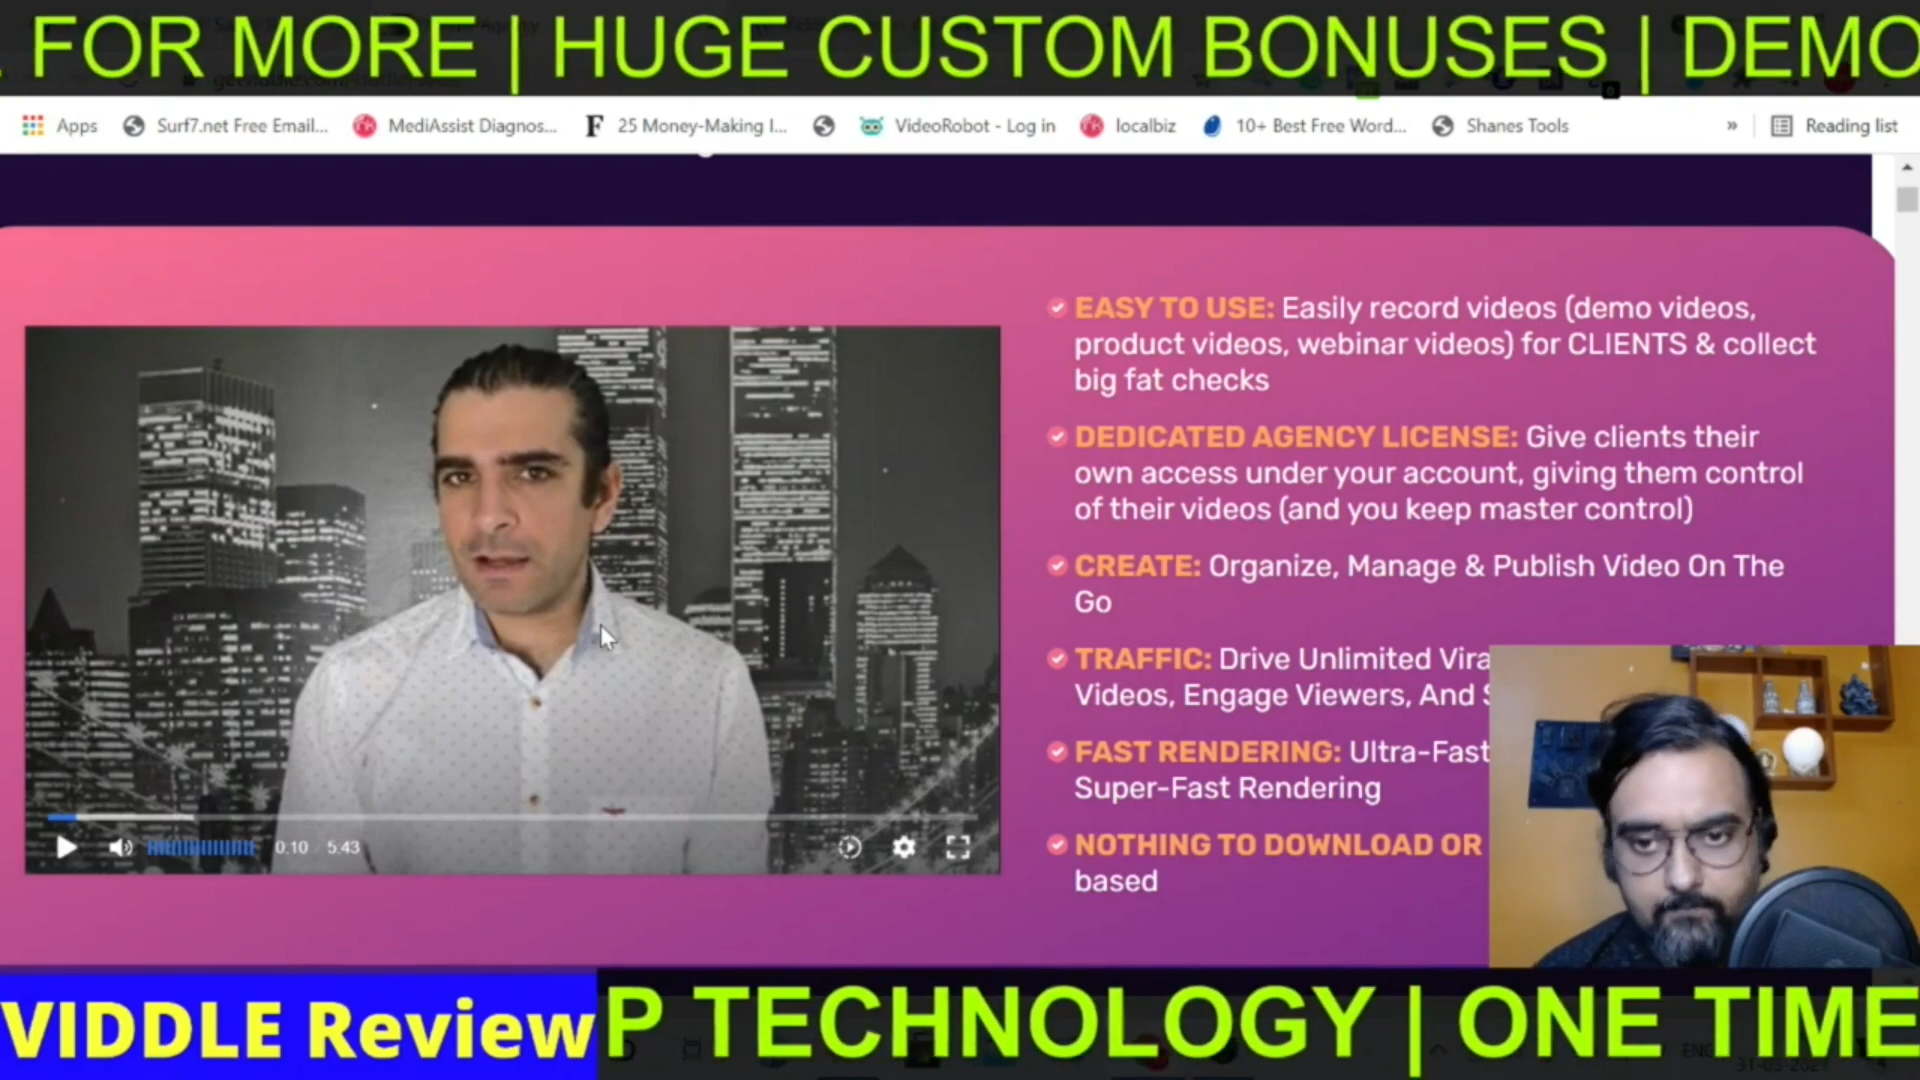 FOR MORE | HUGE CUSTOM BONUSES | DEMO
Apps
Surf7.net Free Email...
MediAssist Diagnos...
25 Money-Making I...
VideoRobot - Log in
localbiz
10+ Best Free Word...
Shanes Tools
»
Reading list
EASY TO USE: Easily record videos (demo videos,
product videos, webinar videos) for CLIENTS & collect
big fat checks
DEDICATED AGENCY LICENSE: Give clients their
own access under your account, giving them control
of their videos (and you keep master control)
CREATE: Organize, Manage & Publish Video On The
Go
TRAFFIC: Drive Unlimited Vira
Videos, Engage Viewers, And S
FAST RENDERING: Ultra-Fast
Super-Fast Rendering
NOTHING TO DOWNLOAD OR
based
0:10 5:43
VIDDLE Review
P TECHNOLOGY | ONE TIME